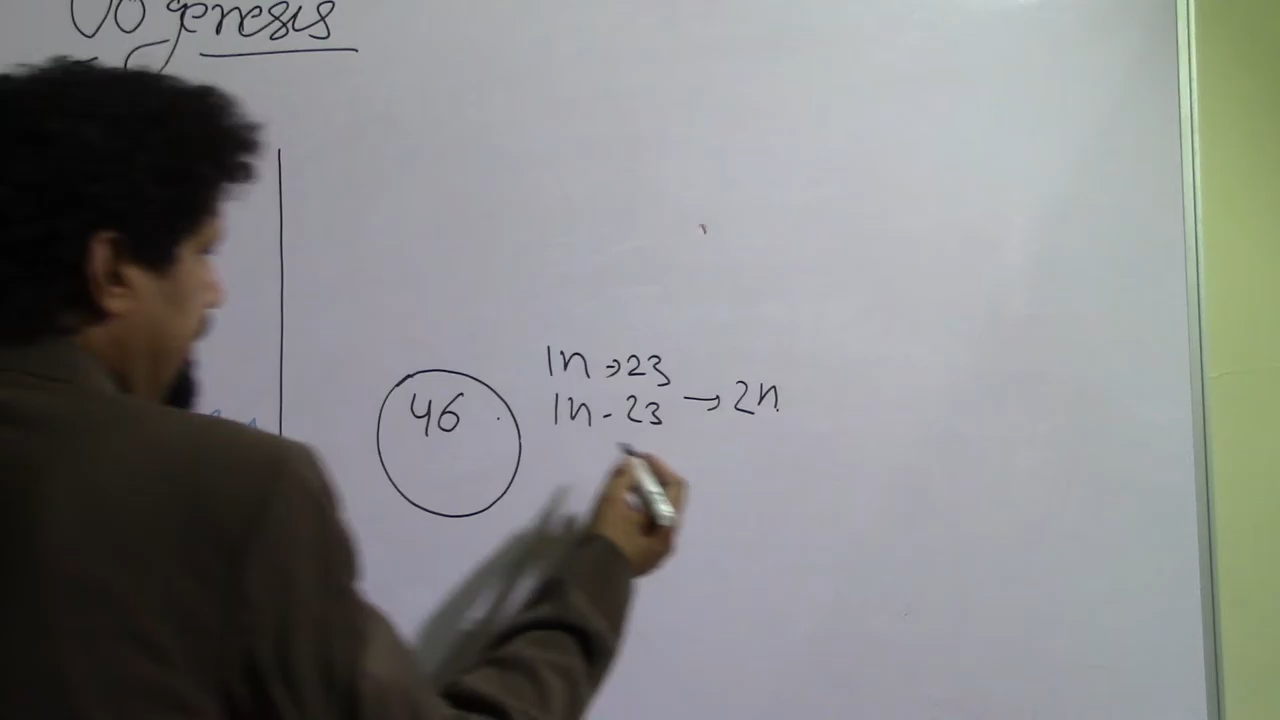 Oogenesis
1n → 23
1n - 23 → 2n
46